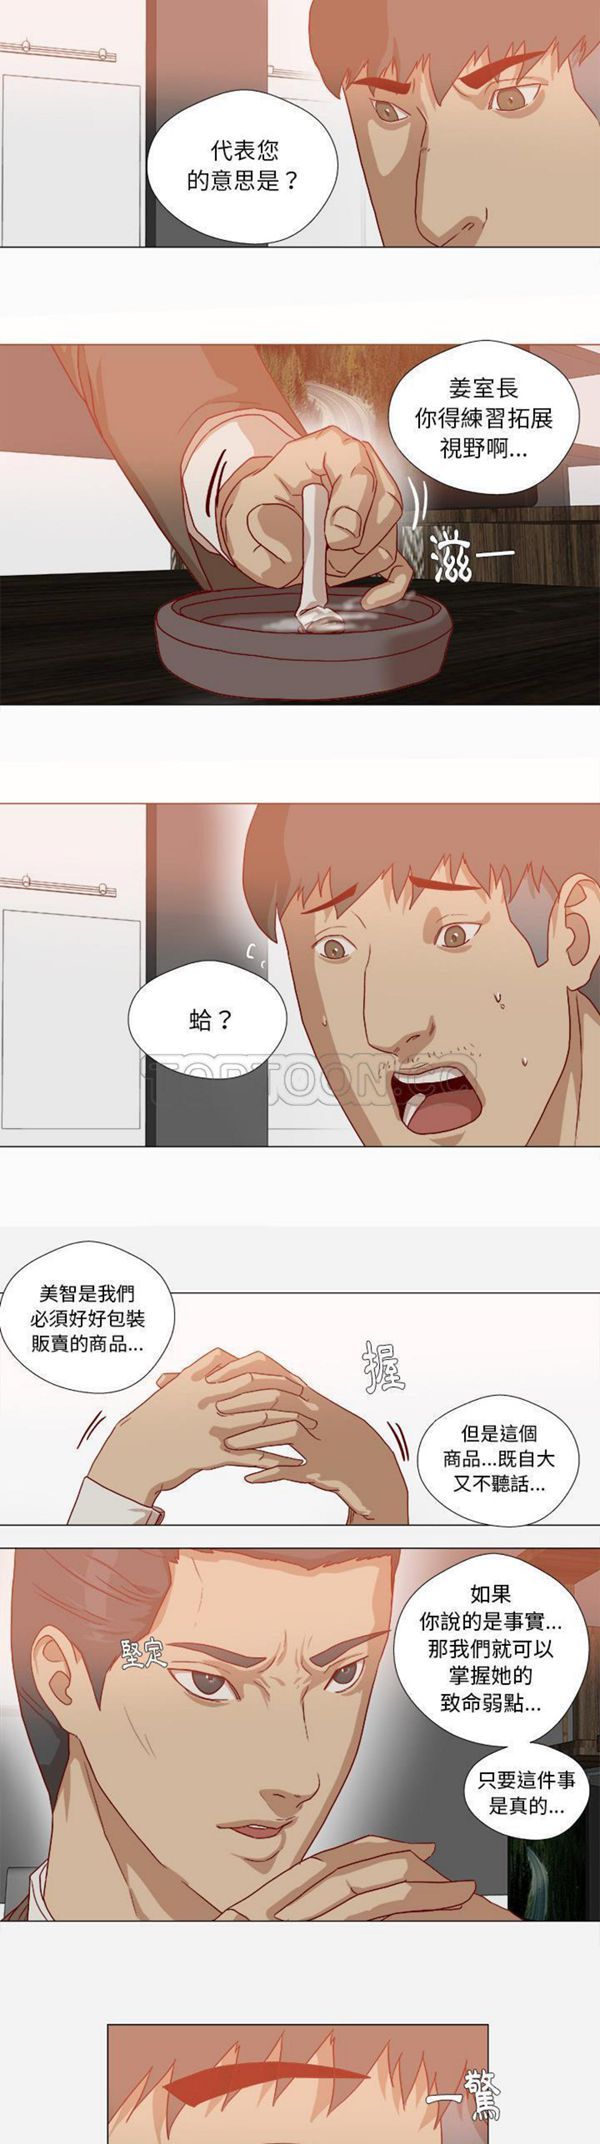 代表您
的意思是？
姜室長
你得練習拓展
視野啊...
滋一
蛤？
TOPTOON.CC
美智是我們
必須好好包裝
販賣的商品...
握
但是這個
商品...既自大
又不聽話...
如果
你說的是事實...
那我們就可以
掌握她的
致命弱點...
堅定
只要這件事
是真的...
一驚